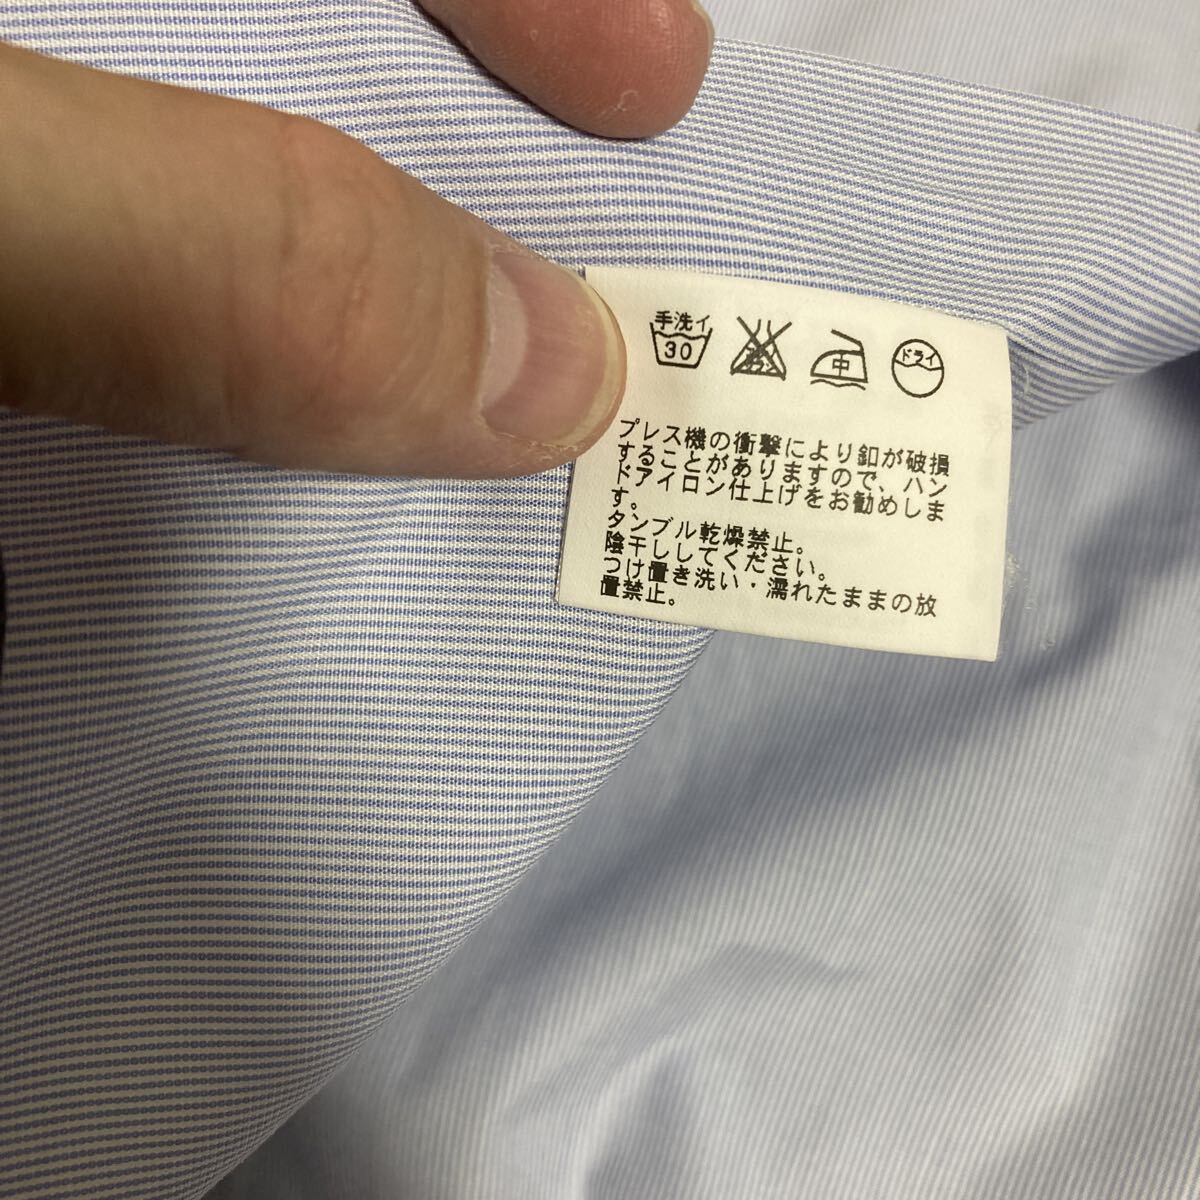 手洗イ
30
中
ドライ
プレス機の衝撃により釦が破損
することがありますので、ハン
ドアイロン仕上げをお勧めしま
す。
タンブル乾燥禁止。
陰干ししてください。
つけ置き洗い・濡れたままの放
置禁止。